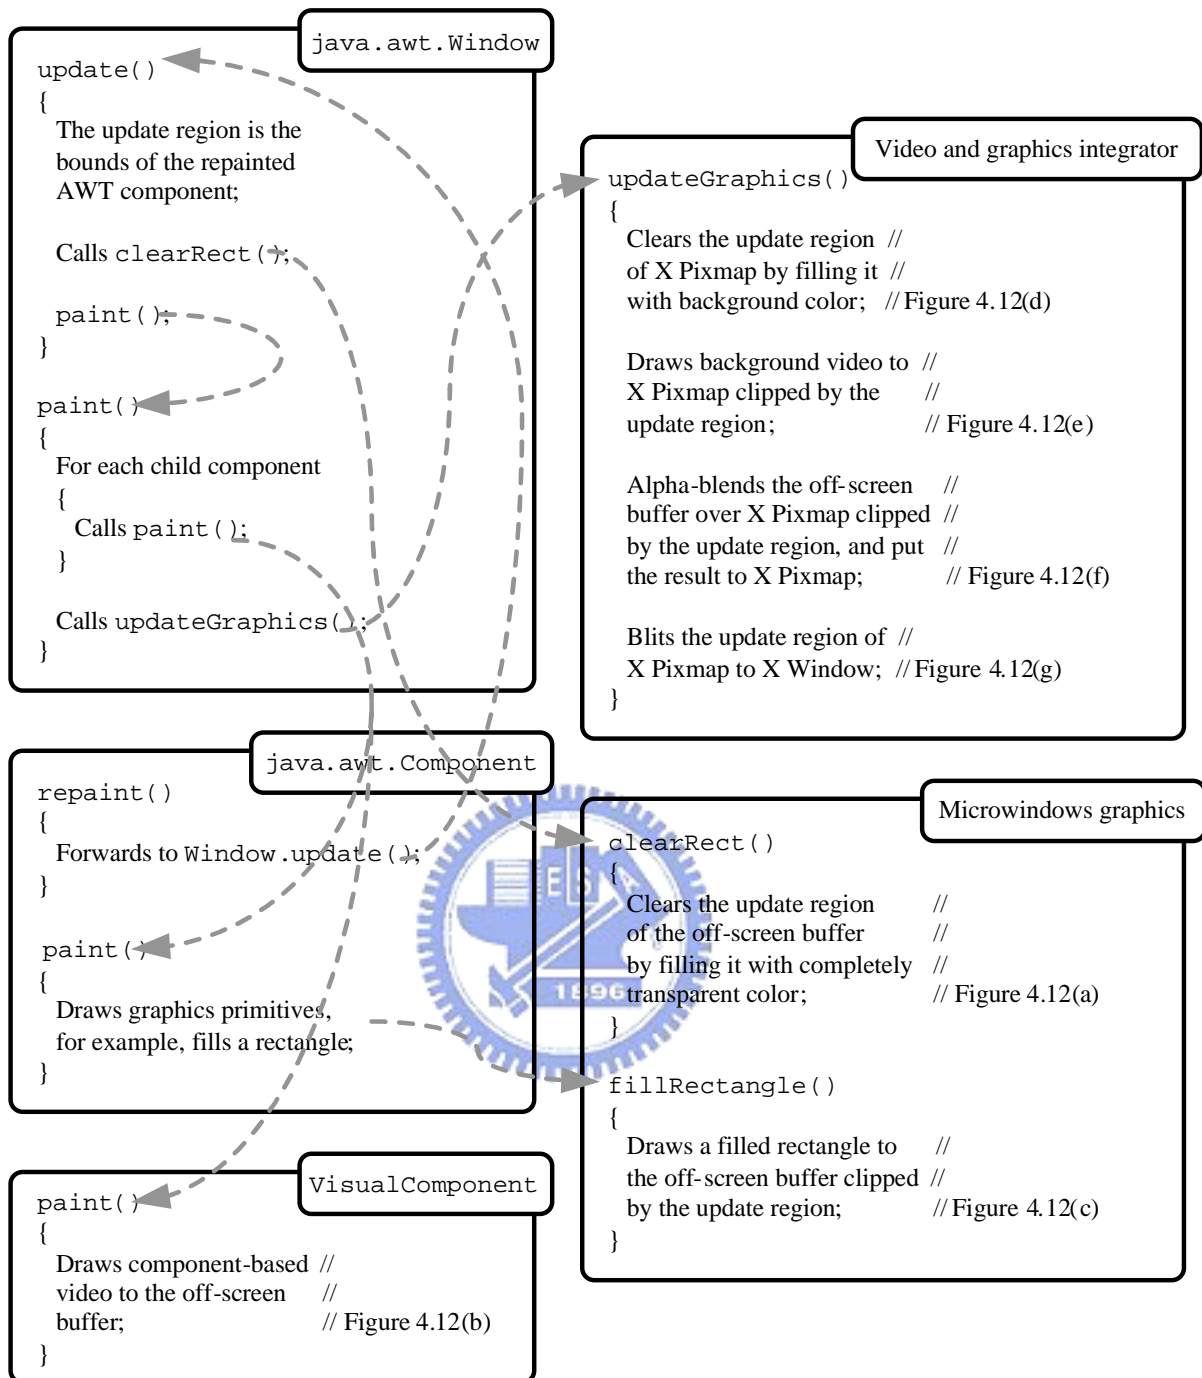 java.awt.Window
update()
{
The update region is the
bounds of the repainted
AWT component;
Calls clearRect();
paint();
}
paint()
{
For each child component
{
Calls paint();
}
Calls updateGraphics();
}
Video and graphics integrator
updateGraphics()
{
Clears the update region //
of X Pixmap by filling it //
with background color; // Figure 4.12(d)
Draws background video to //
X Pixmap clipped by the //
update region; // Figure 4.12(e)
Alpha-blends the off-screen //
buffer over X Pixmap clipped //
by the update region, and put //
the result to X Pixmap; // Figure 4.12(f)
Blits the update region of //
X Pixmap to X Window; // Figure 4.12(g)
}
java.awt.Component
repaint()
{
Forwards to Window.update();
}
paint()
{
Draws graphics primitives,
for example, fills a rectangle;
}
Microwindows graphics
clearRect()
{
Clears the update region //
of the off-screen buffer //
by filling it with completely //
transparent color; // Figure 4.12(a)
}
fillRectangle()
{
Draws a filled rectangle to //
the off-screen buffer clipped //
by the update region; // Figure 4.12(c)
}
VisualComponent
paint()
{
Draws component-based //
video to the off-screen //
buffer; // Figure 4.12(b)
}
E S A
1896